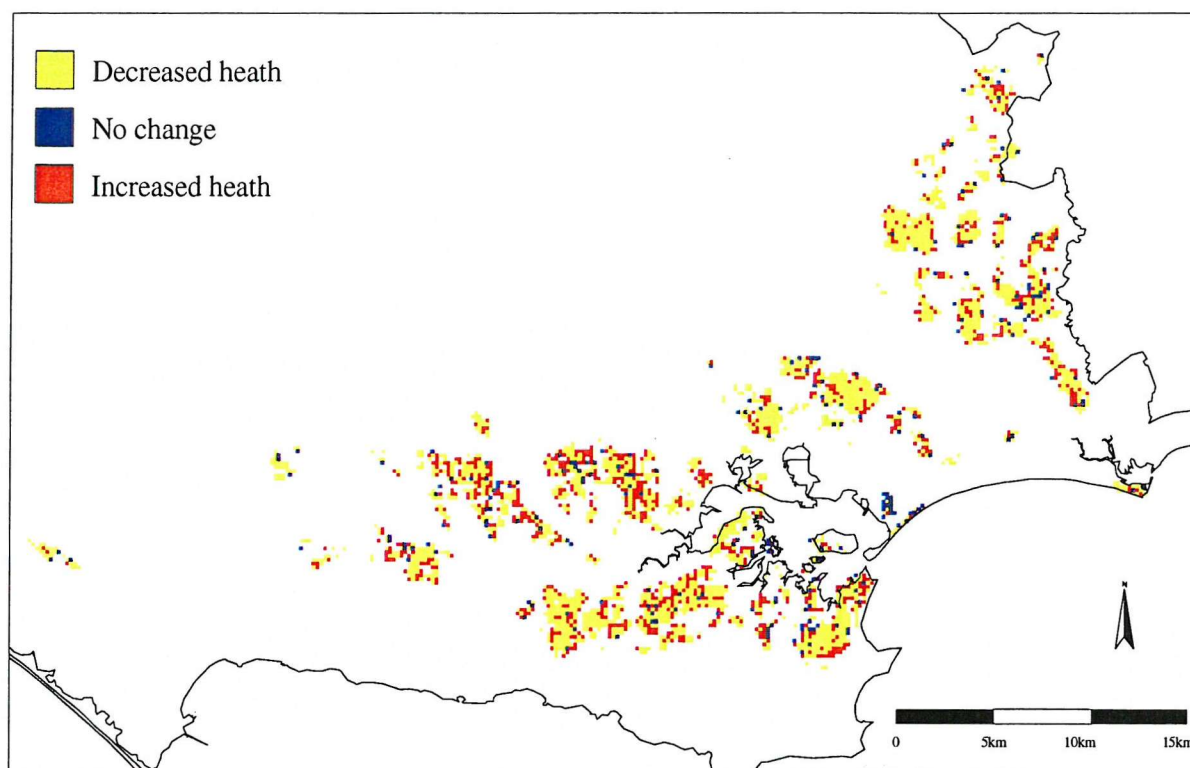 Decreased heath
No change
Increased heath
N
0 5km 10km 15km